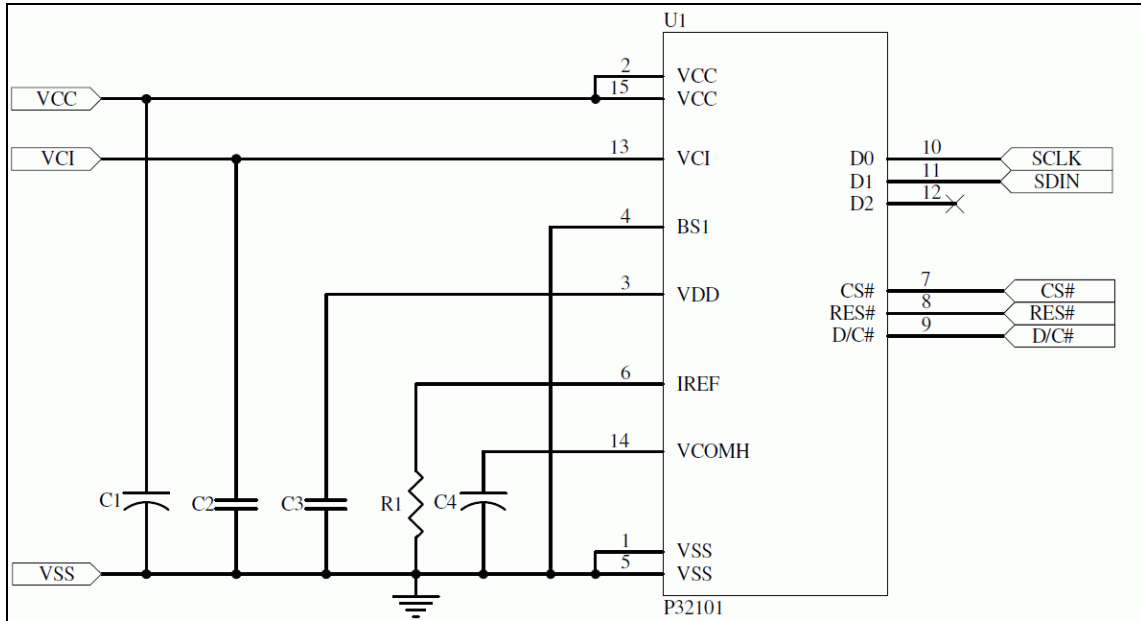 U1
2 VCC
VCC 15 VCC
VCI 13 VCI D0 10 SCLK
D1 11 SDIN
D2 12
4 BS1
3 VDD CS# 7 CS#
RES# 8 RES#
D/C# 9 D/C#
6 IREF
14 VCOMH
C1 C2 C3 R1 C4
1 VSS
VSS 5 VSS
P32101